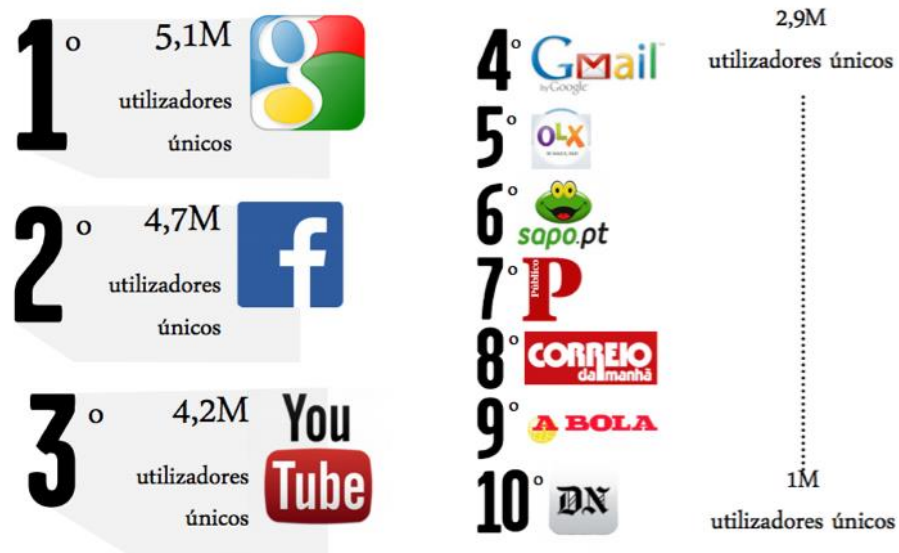 1º
5,1M
utilizadores
únicos
g
2º
4,7M
utilizadores
únicos
f
3º
4,2M
utilizadores
únicos
You
Tube
4º
Gmail™
by Google
2,9M
utilizadores únicos
5º
OLX
6º
sapo.pt
7º
Público
P
8º
CORREIO
da manhã
9º
A BOLA
10º
DN
1M
utilizadores únicos